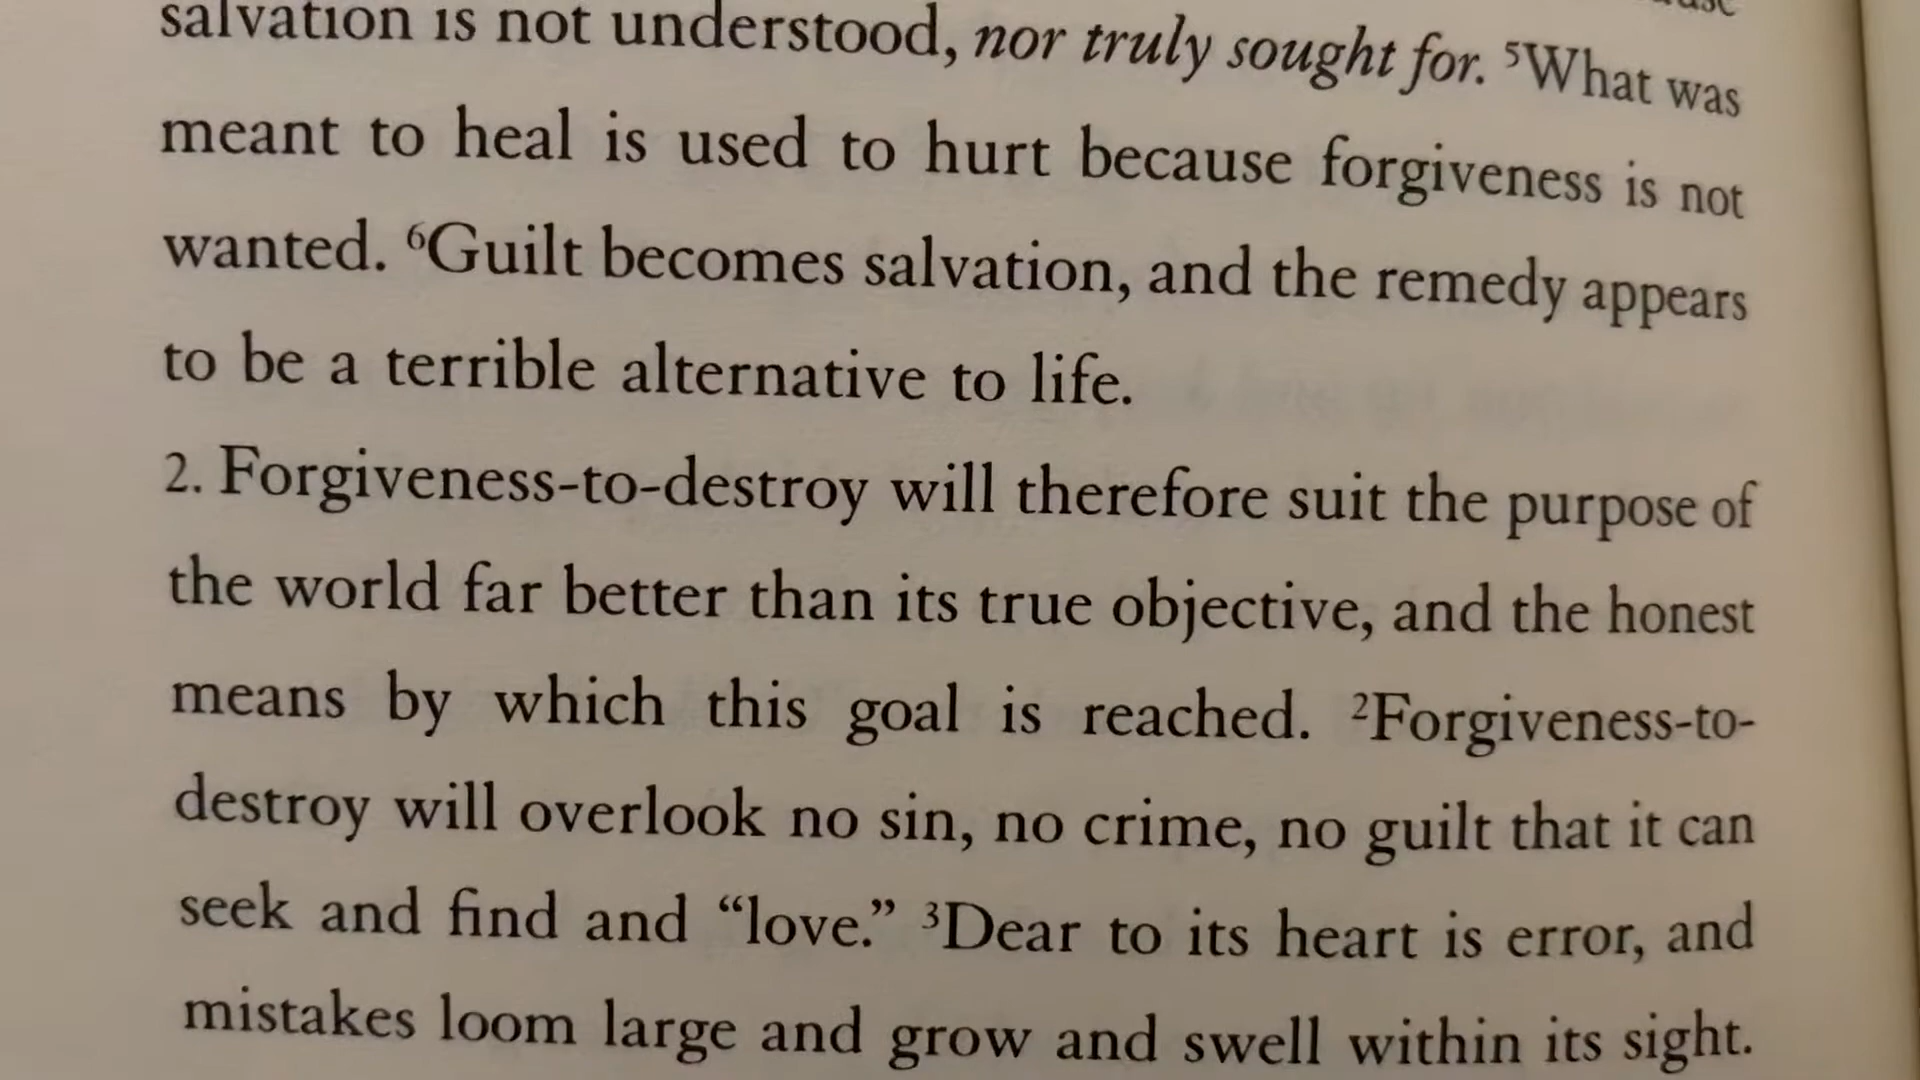 salvation is not understood, nor truly sought for. ⁵What was
meant to heal is used to hurt because forgiveness is not
wanted. ⁶Guilt becomes salvation, and the remedy appears
to be a terrible alternative to life.
2. Forgiveness-to-destroy will therefore suit the purpose of
the world far better than its true objective, and the honest
means by which this goal is reached. ²Forgiveness-to-
destroy will overlook no sin, no crime, no guilt that it can
seek and find and “love.” ³Dear to its heart is error, and
mistakes loom large and grow and swell within its sight.